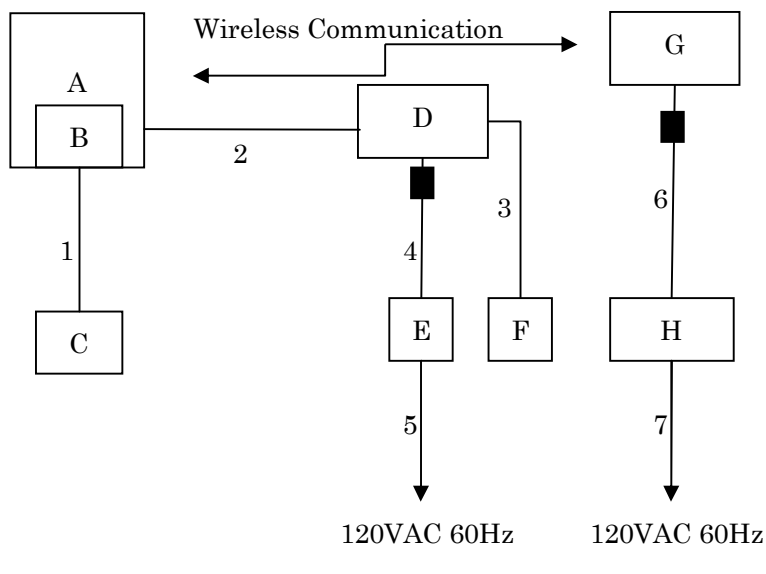 Wireless Communication
G
A
D
B
2
6
3
1
4
E
F
H
C
5
7
120VAC 60Hz
120VAC 60Hz